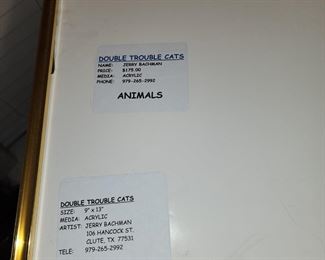 DOUBLE TROUBLE CATS
NAME: JERRY BACHMAN
PRICE: $175.00
MEDIA: ACRYLIC
PHONE: 979-265-2992
ANIMALS
DOUBLE TROUBLE CATS
SIZE: 9" x 13"
MEDIA: ACRYLIC
ARTIST: JERRY BACHMAN
106 HANCOCK ST.
CLUTE, TX 77531
TELE: 979-265-2992